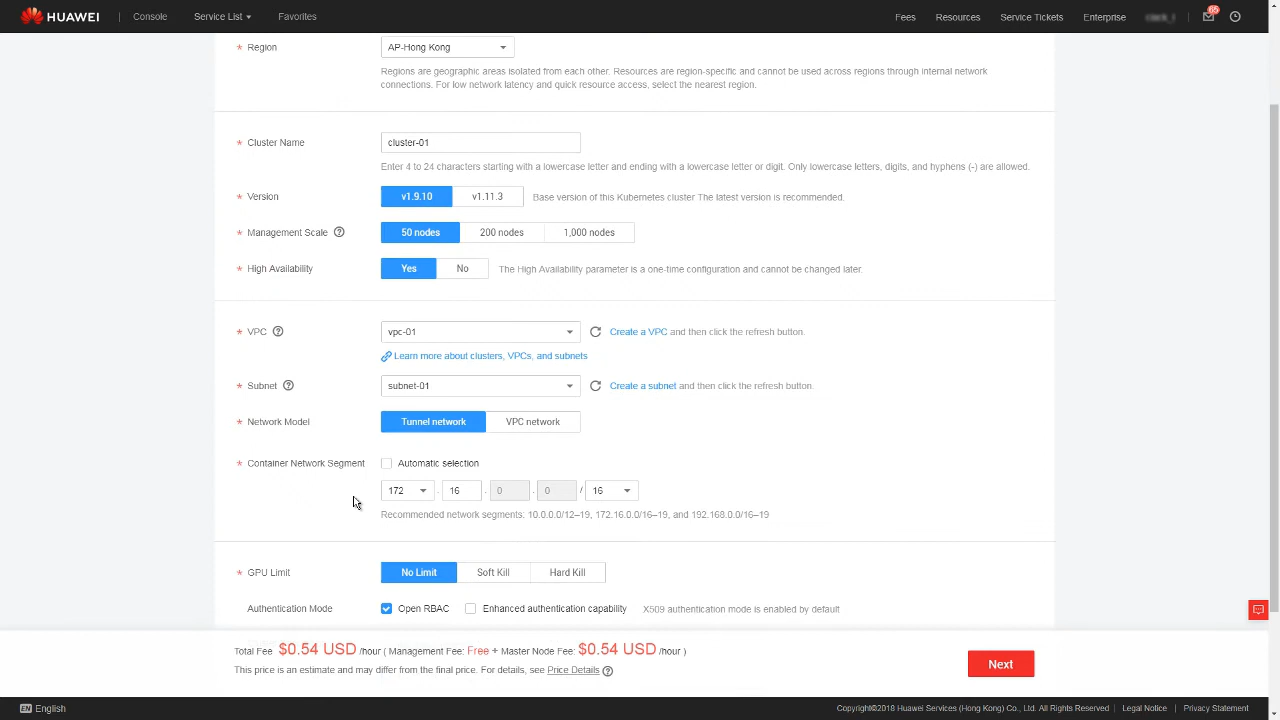 HUAWEI Console Service List Favorites Fees Resources Service Tickets Enterprise 65
* Region AP-Hong Kong
Regions are geographic areas isolated from each other. Resources are region-specific and cannot be used across regions through internal network
connections. For low network latency and quick resource access, select the nearest region.
* Cluster Name cluster-01
Enter 4 to 24 characters starting with a lowercase letter and ending with a lowercase letter or digit. Only lowercase letters, digits, and hyphens (-) are allowed.
* Version v1.9.10 v1.11.3 Base version of this Kubernetes cluster The latest version is recommended.
* Management Scale ? 50 nodes 200 nodes 1,000 nodes
* High Availability Yes No The High Availability parameter is a one-time configuration and cannot be changed later.
* VPC ? vpc-01 Create a VPC and then click the refresh button.
Learn more about clusters, VPCs, and subnets
* Subnet ? subnet-01 Create a subnet and then click the refresh button.
* Network Model Tunnel network VPC network
* Container Network Segment Automatic selection
172 . 16 . 0 . 0 / 16
Recommended network segments: 10.0.0.0/12–19, 172.16.0.0/16–19, and 192.168.0.0/16–19
* GPU Limit No Limit Soft Kill Hard Kill
Authentication Mode Open RBAC Enhanced authentication capability X509 authentication mode is enabled by default
Total Fee: $0.54 USD /hour ( Management Fee: Free + Master Node Fee: $0.54 USD /hour )
This price is an estimate and may differ from the final price. For details, see Price Details ?
Next
EN English Copyright©2018 Huawei Services (Hong Kong) Co., Ltd. All Rights Reserved Legal Notice Privacy Statement